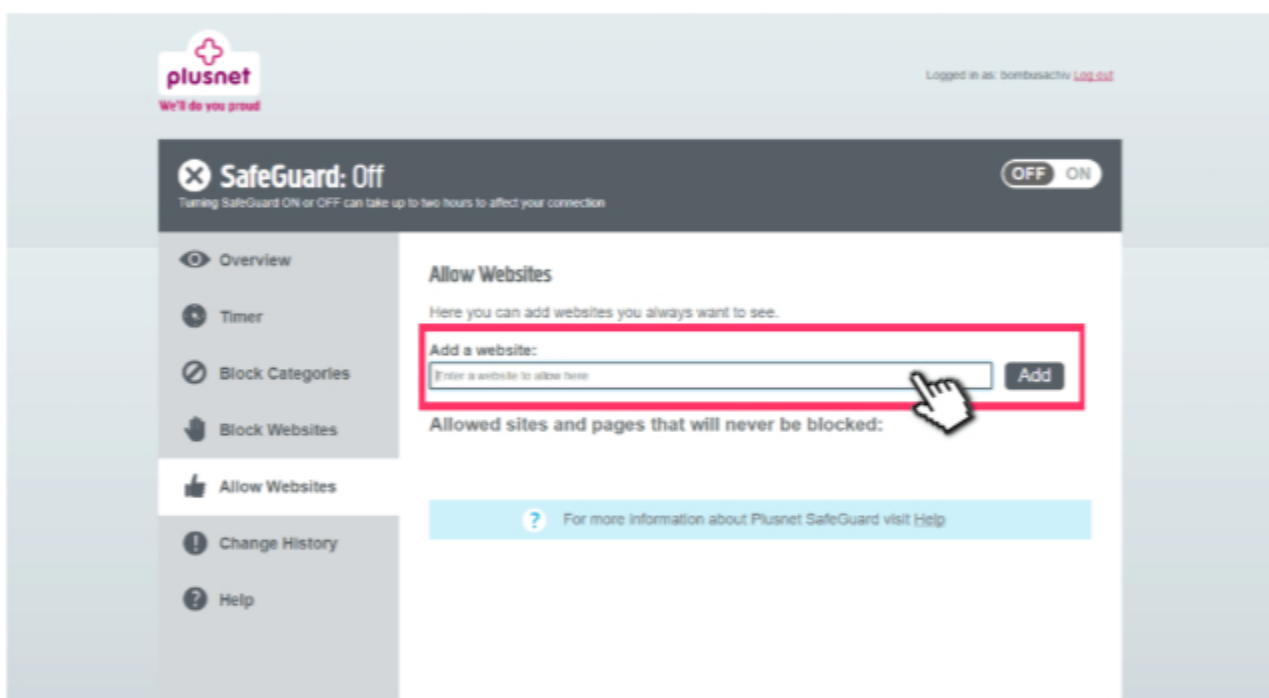 plusnet
We'll do you proud
Logged in as: bombusachiv Log out
SafeGuard: Off
Turning SafeGuard ON or OFF can take up to two hours to affect your connection
OFF ON
Overview
Timer
Block Categories
Block Websites
Allow Websites
Change History
Help
Allow Websites
Here you can add websites you always want to see.
Add a website:
Enter a website to allow here
Add
Allowed sites and pages that will never be blocked:
? For more information about Plusnet SafeGuard visit Help